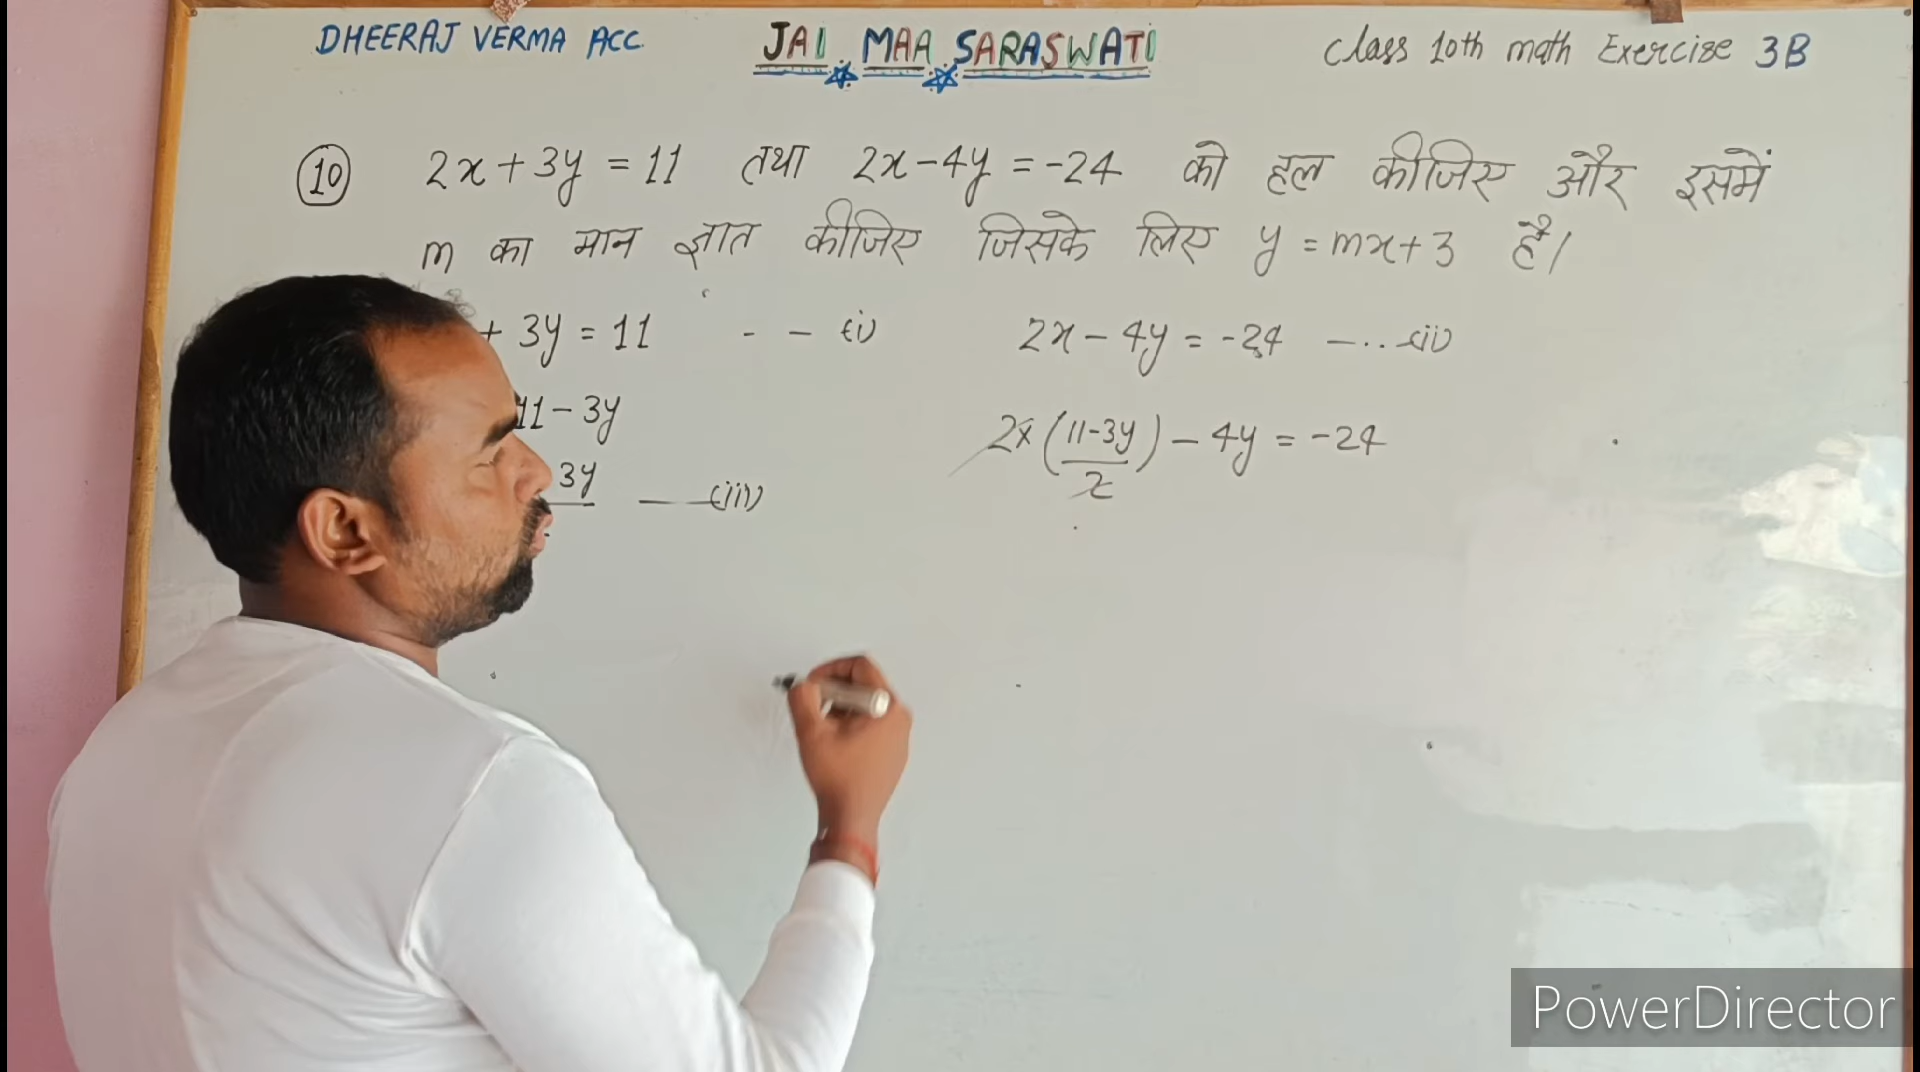 DHEERAJ VERMA ACC. JAI MAA SARASWATI Class 10th math Exercise 3B
(10) 2x + 3y = 11 तथा 2x - 4y = -24 को हल कीजिए और इसमें
m का मान ज्ञात कीजिए जिसके लिए y = mx + 3 है।
+ 3y = 11 - - (i) 2x - 4y = -24 -... (ii)
11 - 3y
2x (11-3y/2) - 4y = -24
3y (iii)
PowerDirector